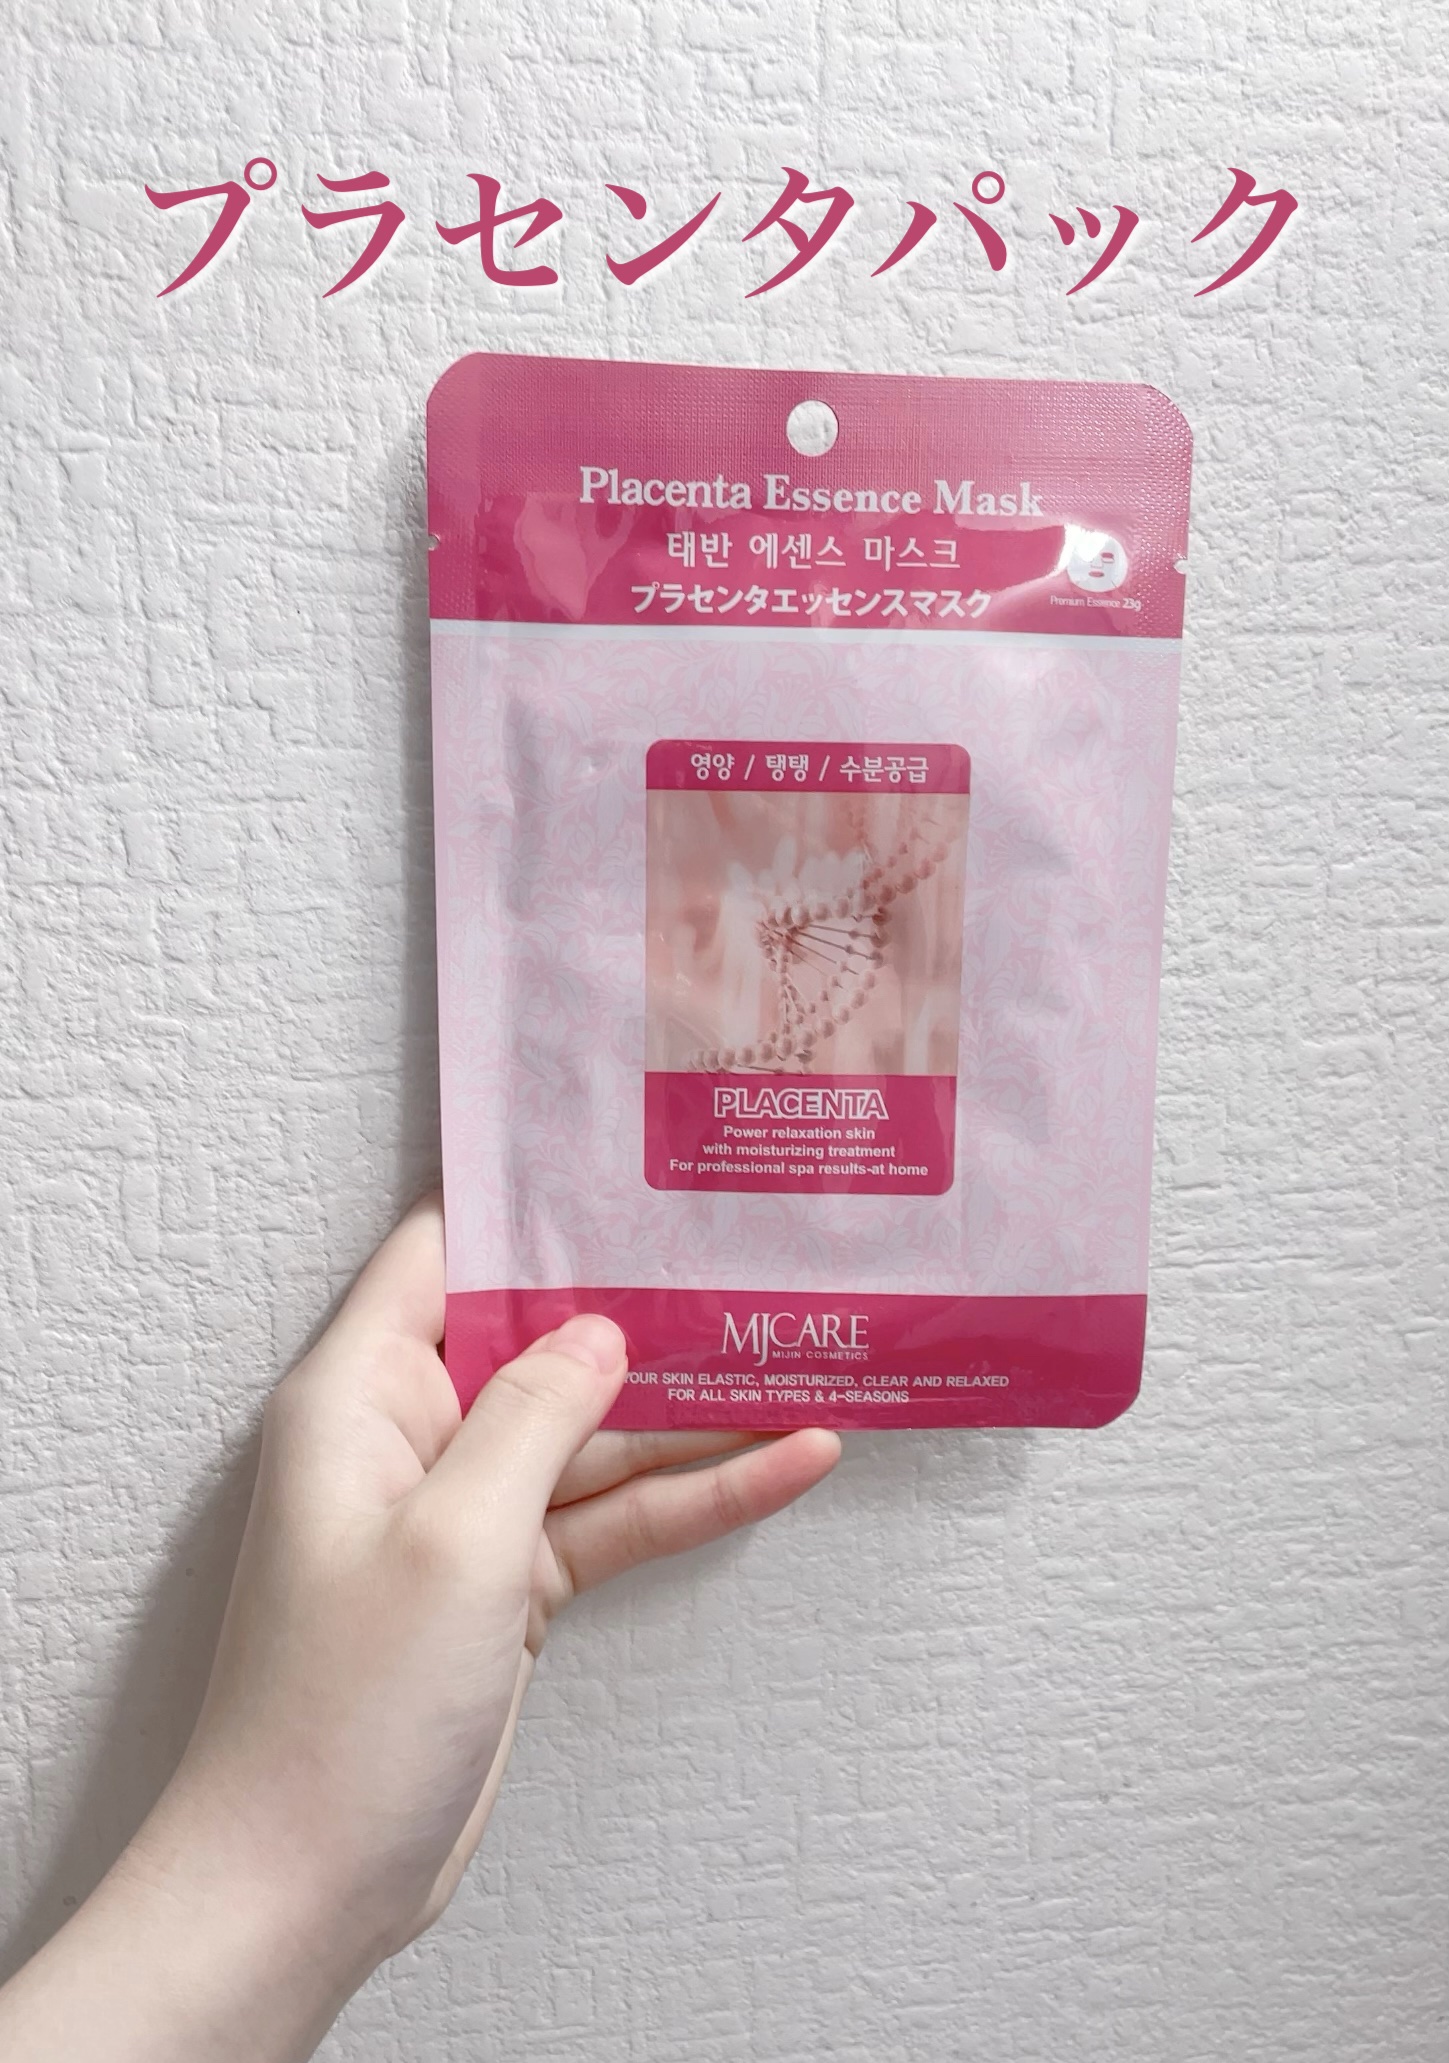 プラセンタパック
Placenta Essence Mask
태반 에센스 마스크
プラセンタエッセンスマスク
Premium Essence 23g
영양 / 탱탱 / 수분공급
PLACENTA
Power relaxation skin
with moisturizing treatment
For professional spa results-at home
MJCARE
MIJIN COSMETICS
YOUR SKIN ELASTIC, MOISTURIZED, CLEAR AND RELAXED
FOR ALL SKIN TYPES & 4-SEASONS